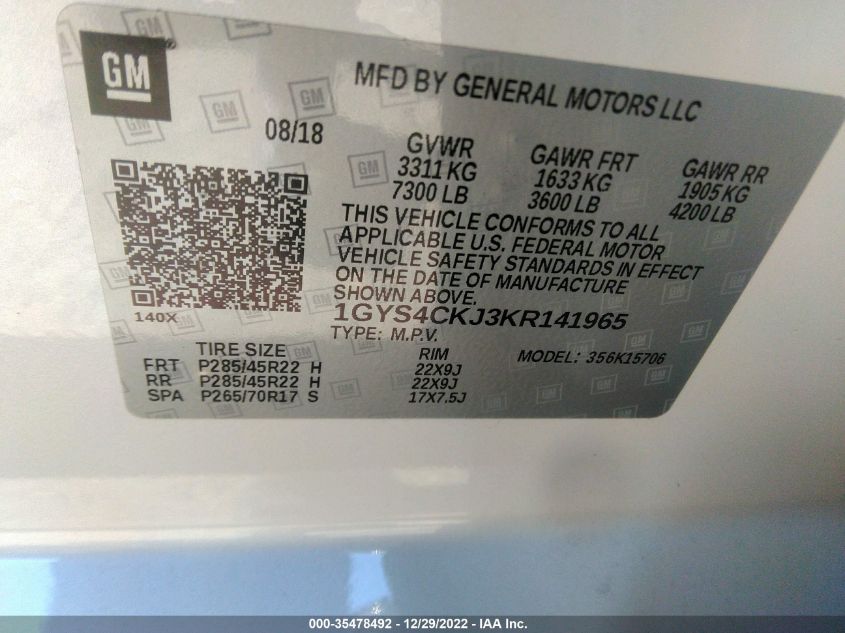 GM
MFD BY GENERAL MOTORS LLC
08/18
GVWR
3311 KG
7300 LB
GAWR FRT
1633 KG
3600 LB
GAWR RR
1905 KG
4200 LB
THIS VEHICLE CONFORMS TO ALL
APPLICABLE U.S. FEDERAL MOTOR
VEHICLE SAFETY STANDARDS IN EFFECT
ON THE DATE OF MANUFACTURE
SHOWN ABOVE.
140X
1GYS4CKJ3KR141965
TYPE: M.P.V.
MODEL: 356K15706
TIRE SIZE RIM
FRT P285/45R22 H 22X9J
RR P285/45R22 H 22X9J
SPA P265/70R17 S 17X7.5J
000-35478492 - 12/29/2022 - IAA Inc.